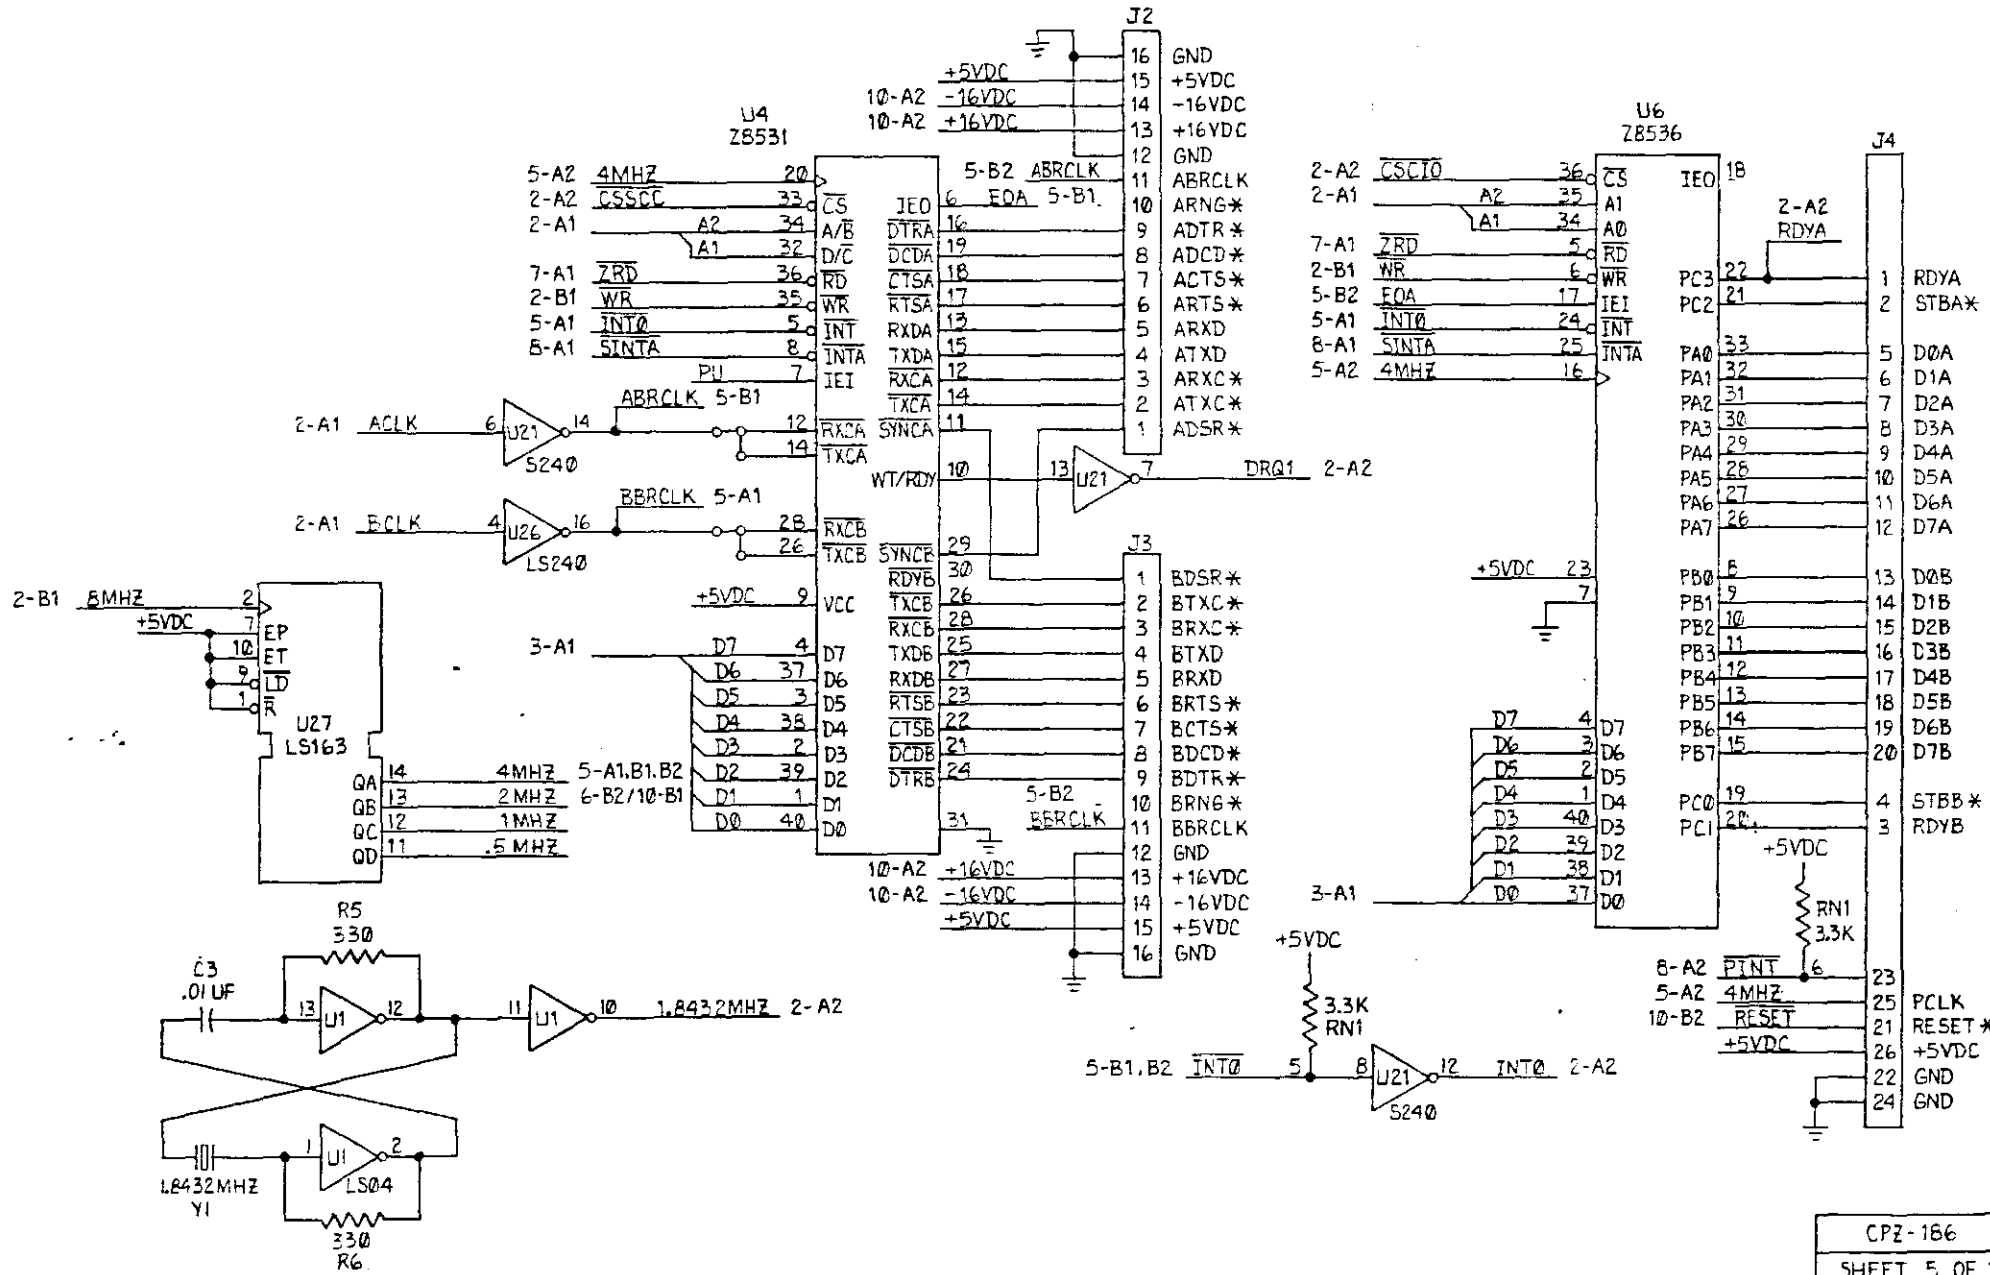 J2
16 GND
+5VDC 15 +5VDC
10-A2 -16VDC 14 -16VDC
10-A2 +16VDC 13 +16VDC
12 GND
5-B2 ABRCLK 11 ABRCLK
10 ARNG*
9 ADTR*
8 ADCD*
7 ACTS*
6 ARTS*
5 ARXD
4 ATXD
3 ARXC*
2 ATXC*
1 ADSR*
U4
Z8531
5-A2 4MHZ 20
2-A2 CSSCC 33 CS
2-A1 A2 34 A/B
A1 32 D/C
7-A1 ZRD 36 RD
2-B1 WR 35 WR
5-A1 INT0 5 INT
8-A1 SINTA 8 INTA
PU 7 IEI
ABRCLK 5-B1
2-A1 ACLK 6 U21 14 12 RXCA
S240 14 TXCA
BBRCLK 5-A1
2-A1 BCLK 4 U26 16 28 RXCB
LS240 26 TXCB
+5VDC 9 VCC
3-A1 D7 4 D7
D6 37 D6
D5 3 D5
D4 38 D4
D3 2 D3
D2 39 D2
D1 1 D1
D0 40 D0
IEO 6 EOA 5-B1
DTRA 16
DCDA 19
CTSA 18
RTSA 17
RXDA 13
TXDA 15
RXCA 12
TXCA 14
SYNCA 11
WT/RDY 10 13 U21 7 DRQ1 2-A2
SYNCB 29
RDYB 30
TXCB 26
RXCB 28
TXDB 25
RXDB 27
RTSB 23
CTSB 22
DCDB 21
DTRB 24
31
J3
1 BDSR*
2 BTXC*
3 BRXC*
4 BTXD
5 BRXD
6 BRTS*
7 BCTS*
8 BDCD*
9 BDTR*
10 BRNG*
5-B2 BBRCLK 11 BBRCLK
12 GND
10-A2 +16VDC 13 +16VDC
10-A2 -16VDC 14 -16VDC
+5VDC 15 +5VDC
16 GND
2-B1 8MHZ 2
+5VDC 7 EP
10 ET
9 LD
1 R
U27
LS163
QA 14 4MHZ 5-A1.B1.B2
QB 13 2MHZ 6-B2/10-B1
QC 12 1MHZ
QD 11 .5MHZ
R5
330
C3
.01UF
13 U1 12 11 U1 10 1.8432MHZ 2-A2
1 U1 2
1.8432MHZ LS04
Y1
330
R6
+5VDC
3.3K
RN1
5-B1.B2 INT0 5 8 U21 12 INT0 2-A2
S240
U6
Z8536
2-A2 CSCIO 36 CS
2-A1 A2 35 A1
A1 34 A0
7-A1 ZRD 5 RD
2-B1 WR 6 WR
5-B2 EOA 17 IEI
5-A1 INT0 24 INT
8-A1 SINTA 25 INTA
5-A2 4MHZ 16
+5VDC 23
7
D7 4 D7
D6 3 D6
D5 2 D5
D4 1 D4
D3 40 D3
D2 39 D2
D1 38 D1
3-A1 D0 37 D0
IEO 18
2-A2
RDYA
J4
PC3 22 1 RDYA
PC2 21 2 STBA*
PA0 33 5 D0A
PA1 32 6 D1A
PA2 31 7 D2A
PA3 30 8 D3A
PA4 29 9 D4A
PA5 28 10 D5A
PA6 27 11 D6A
PA7 26 12 D7A
PB0 8 13 D0B
PB1 9 14 D1B
PB2 10 15 D2B
PB3 11 16 D3B
PB4 12 17 D4B
PB5 13 18 D5B
PB6 14 19 D6B
PB7 15 20 D7B
PC0 19 4 STBB*
PC1 20 3 RDYB
+5VDC
RN1
3.3K
8-A2 PINT 6 23
5-A2 4MHZ 25 PCLK
10-B2 RESET 21 RESET*
+5VDC 26 +5VDC
22 GND
24 GND
CPZ-186
SHEET 5 OF